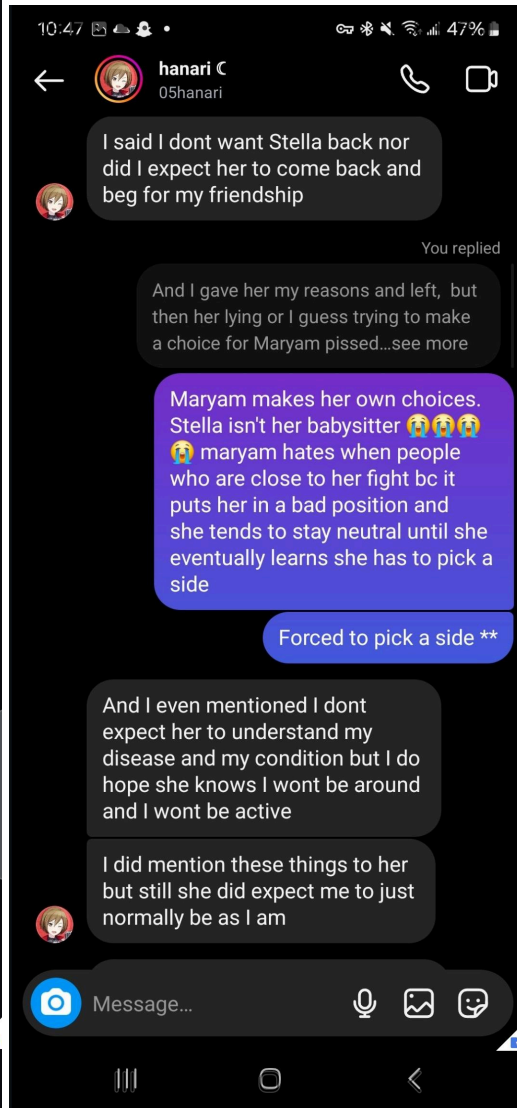 10:47
47%
hanari ☾
05hanari
I said I dont want Stella back nor
did I expect her to come back and
beg for my friendship
You replied
And I gave her my reasons and left, but
then her lying or I guess trying to make
a choice for Maryam pissed...see more
Maryam makes her own choices.
Stella isn't her babysitter 😭😭😭
😭 maryam hates when people
who are close to her fight bc it
puts her in a bad position and
she tends to stay neutral until she
eventually learns she has to pick a
side
Forced to pick a side **
And I even mentioned I dont
expect her to understand my
disease and my condition but I do
hope she knows I wont be around
and I wont be active
I did mention these things to her
but still she did expect me to just
normally be as I am
Message...